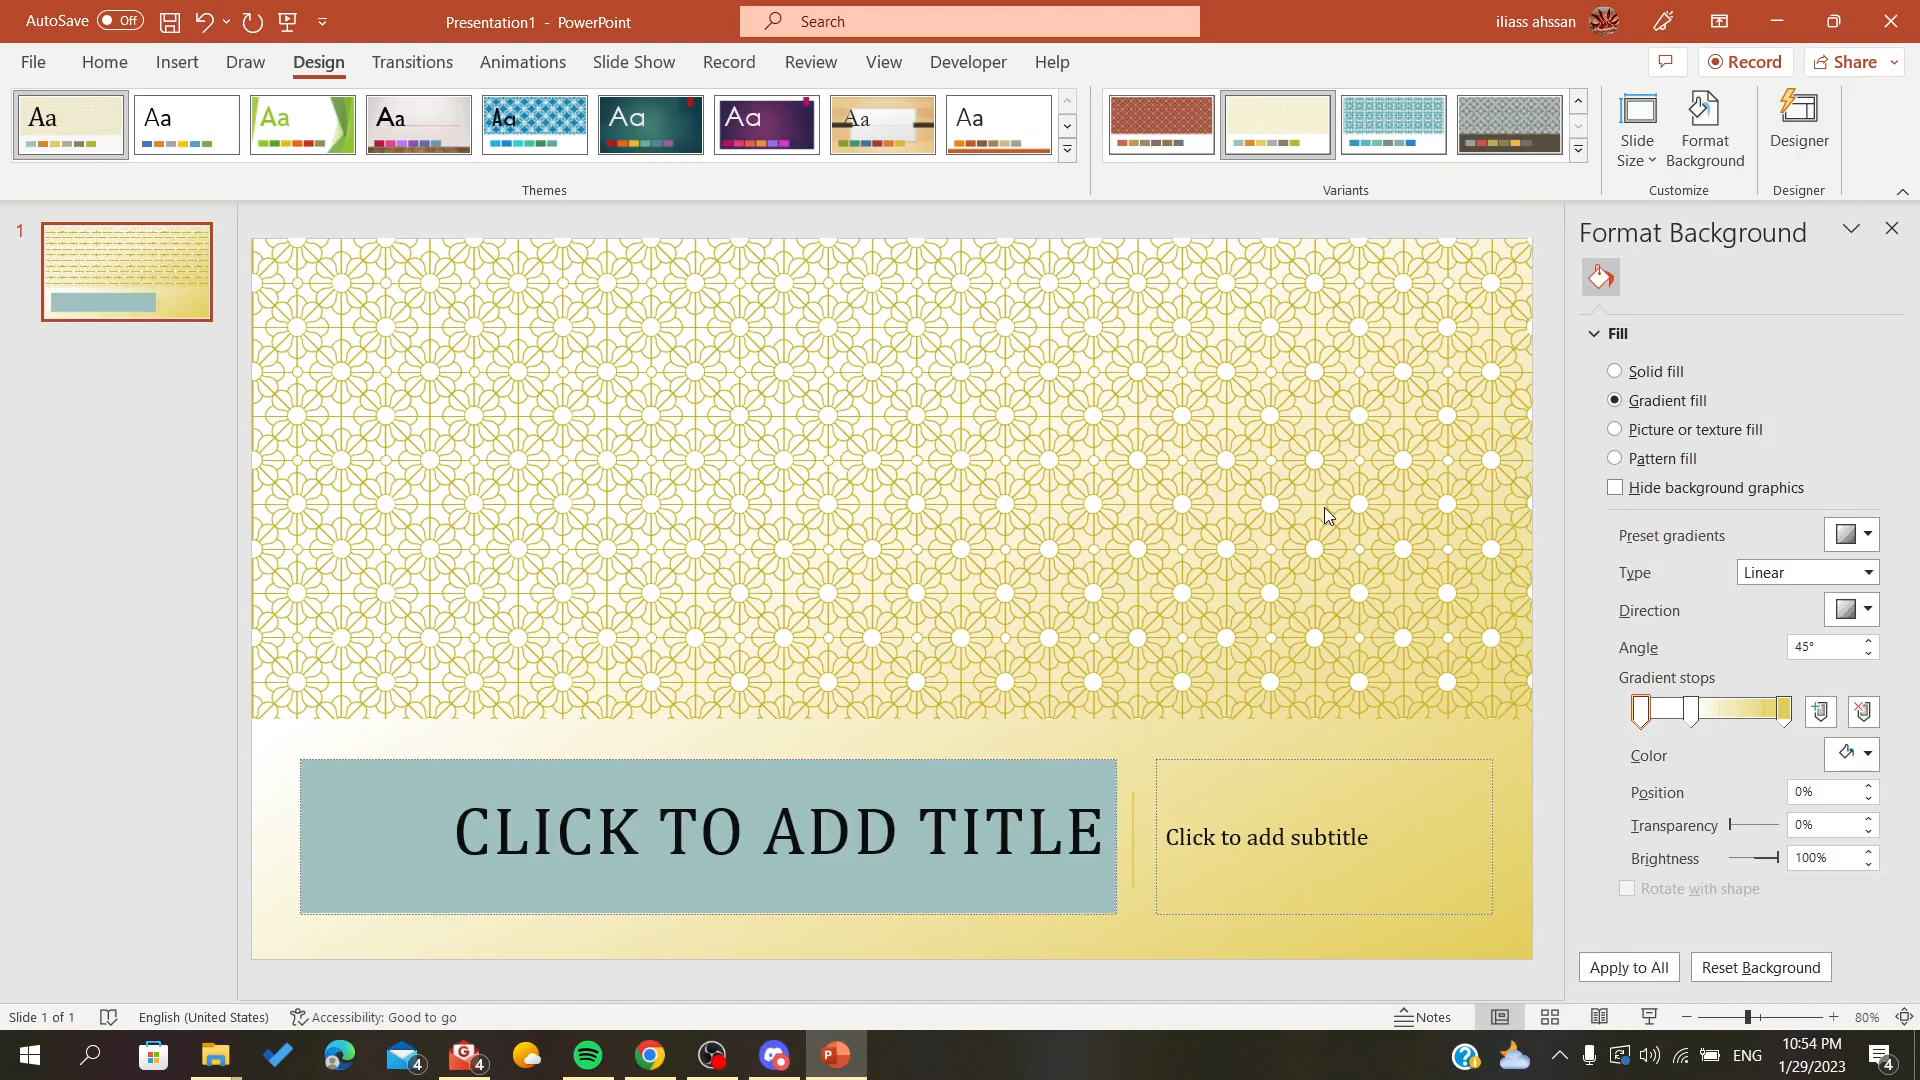 AutoSave Off Presentation1 - PowerPoint Search iliass ahssan
File Home Insert Draw Design Transitions Animations Slide Show Record Review View Developer Help Record Share
Aa Aa Aa Aa Aa Aa Aa Aa Aa
Slide Size
Format Background
Designer
Themes Variants Customize Designer
1
Format Background
Fill
Solid fill
Gradient fill
Picture or texture fill
Pattern fill
Hide background graphics
Preset gradients
Type Linear
Direction
Angle 45°
Gradient stops
Color
Position 0%
Transparency 0%
Brightness 100%
Rotate with shape
Apply to All Reset Background
CLICK TO ADD TITLE
Click to add subtitle
Slide 1 of 1 English (United States) Accessibility: Good to go Notes 80%
4 4 ENG 10:54 PM
1/29/2023 4